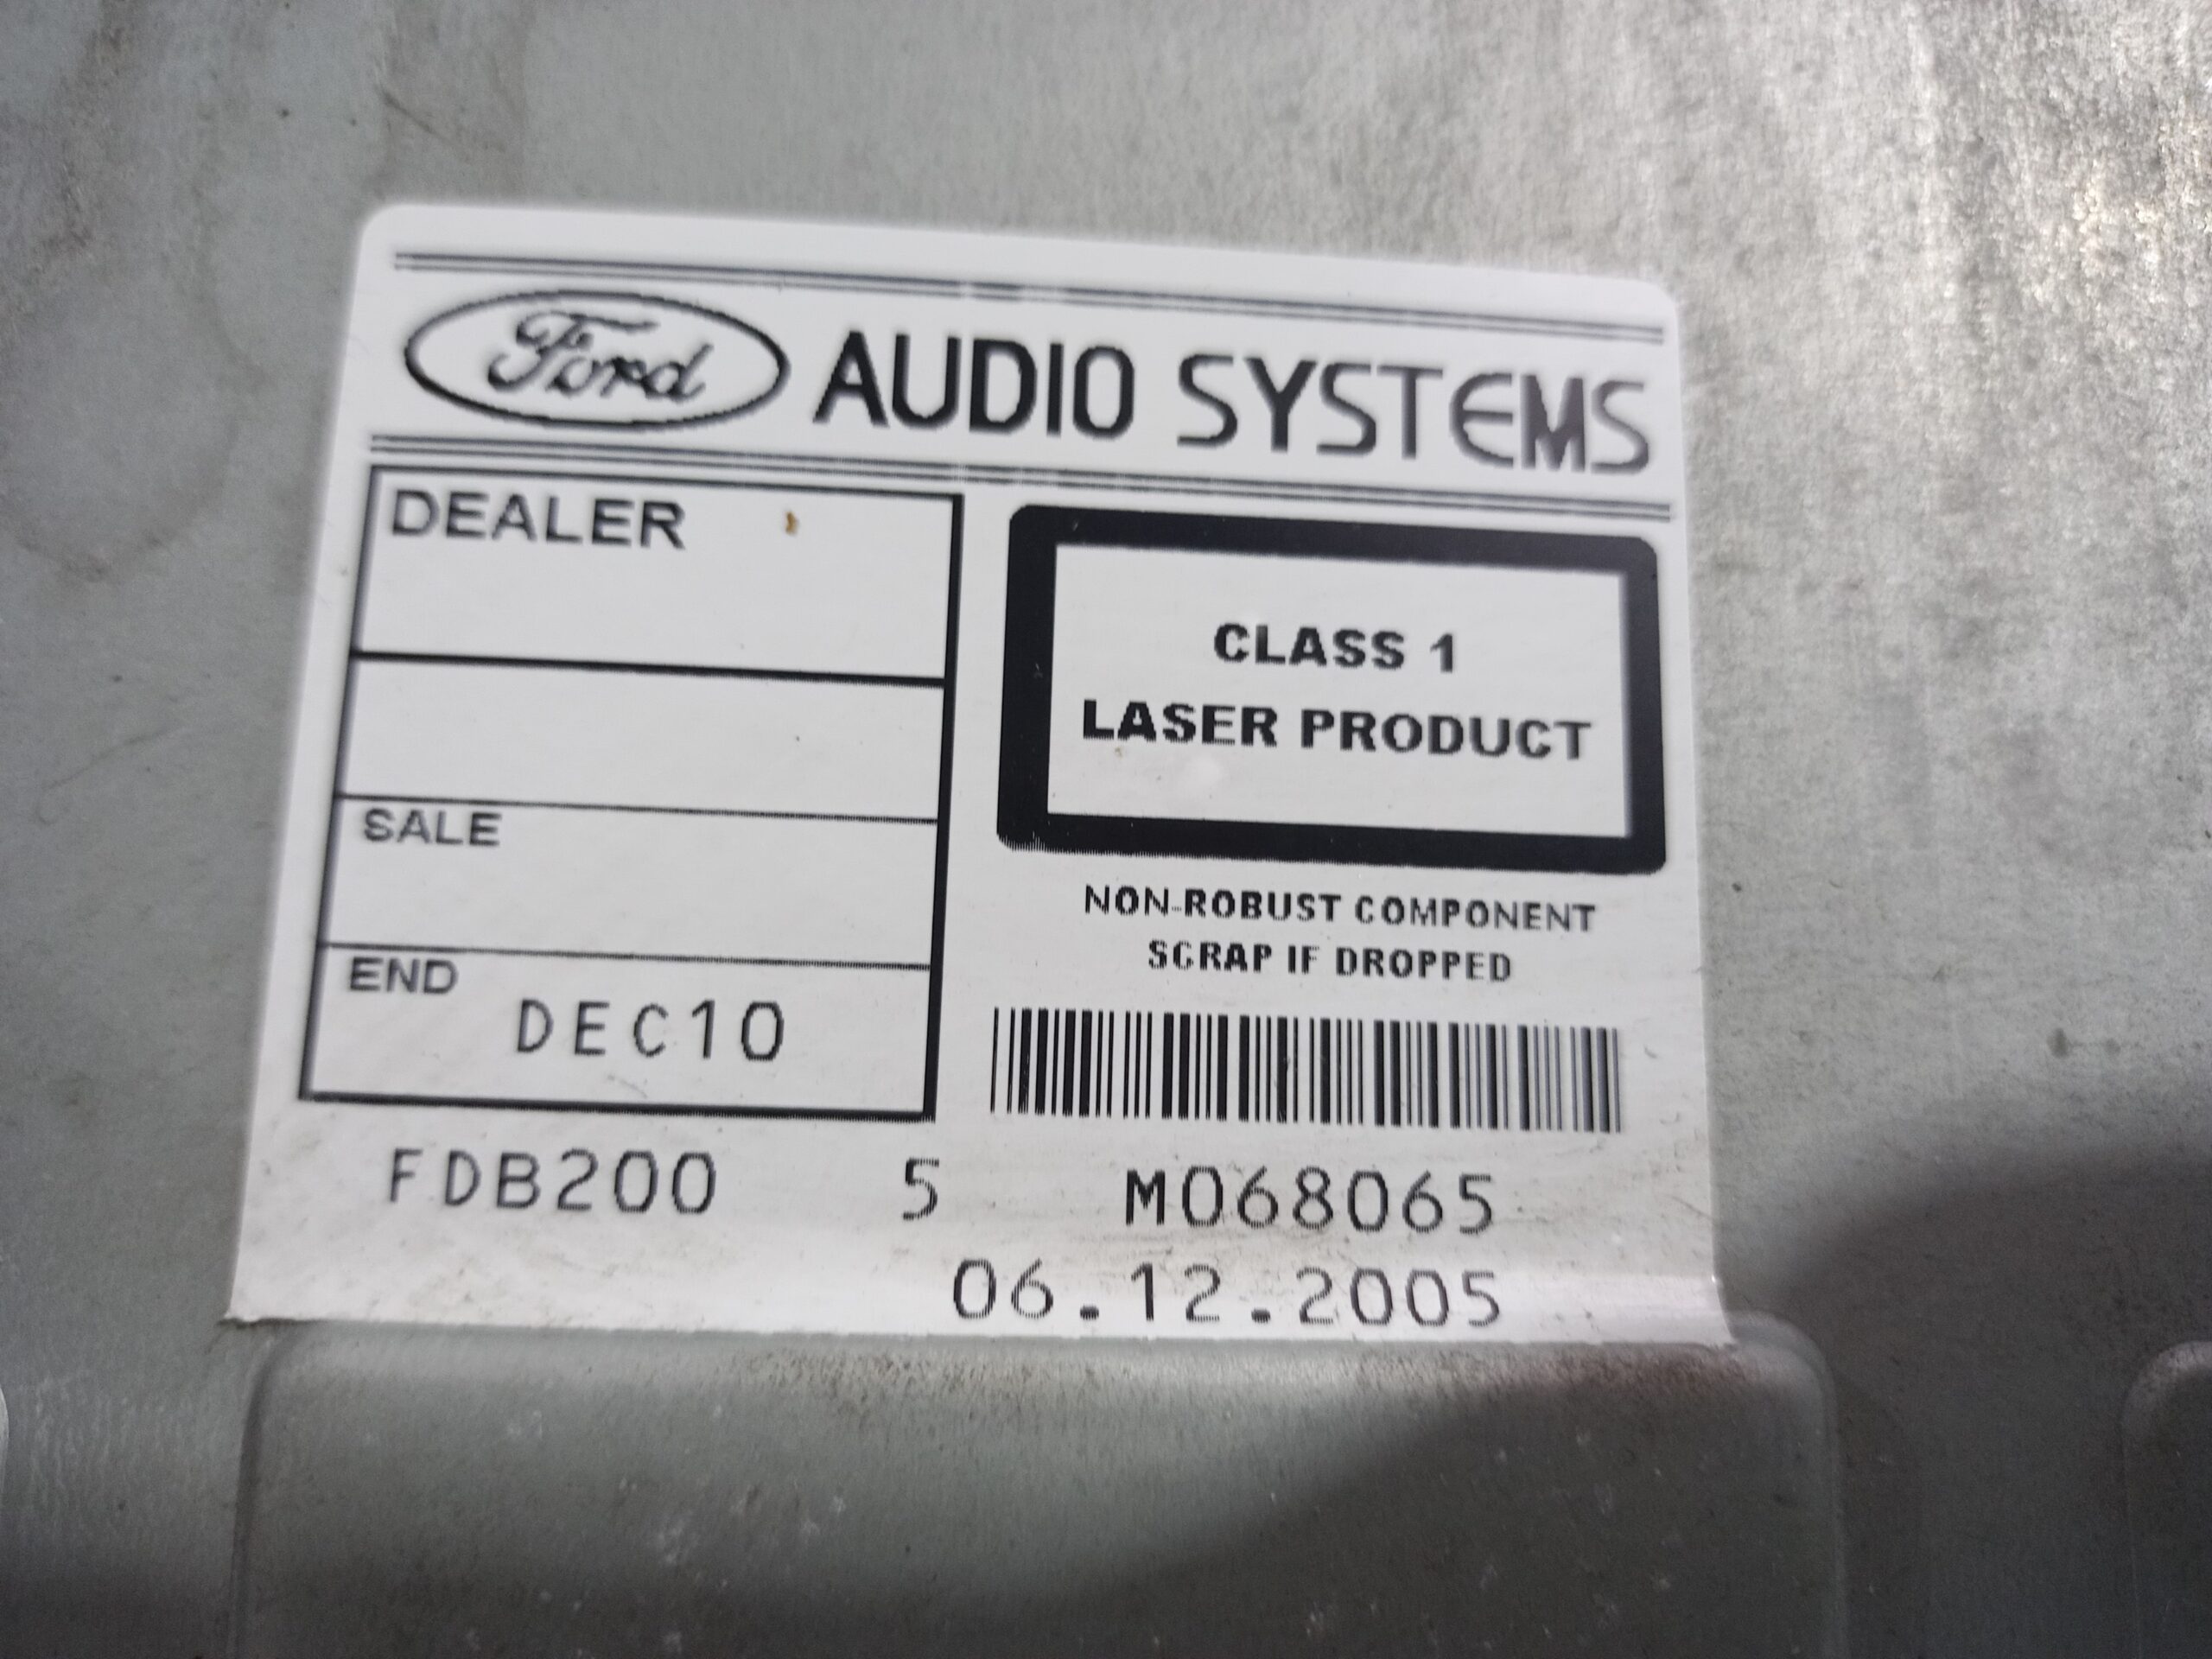 Ford AUDIO SYSTEMS
DEALER
SALE
END
DEC10
CLASS 1
LASER PRODUCT
NON-ROBUST COMPONENT
SCRAP IF DROPPED
FDB200 5 M068065
06.12.2005